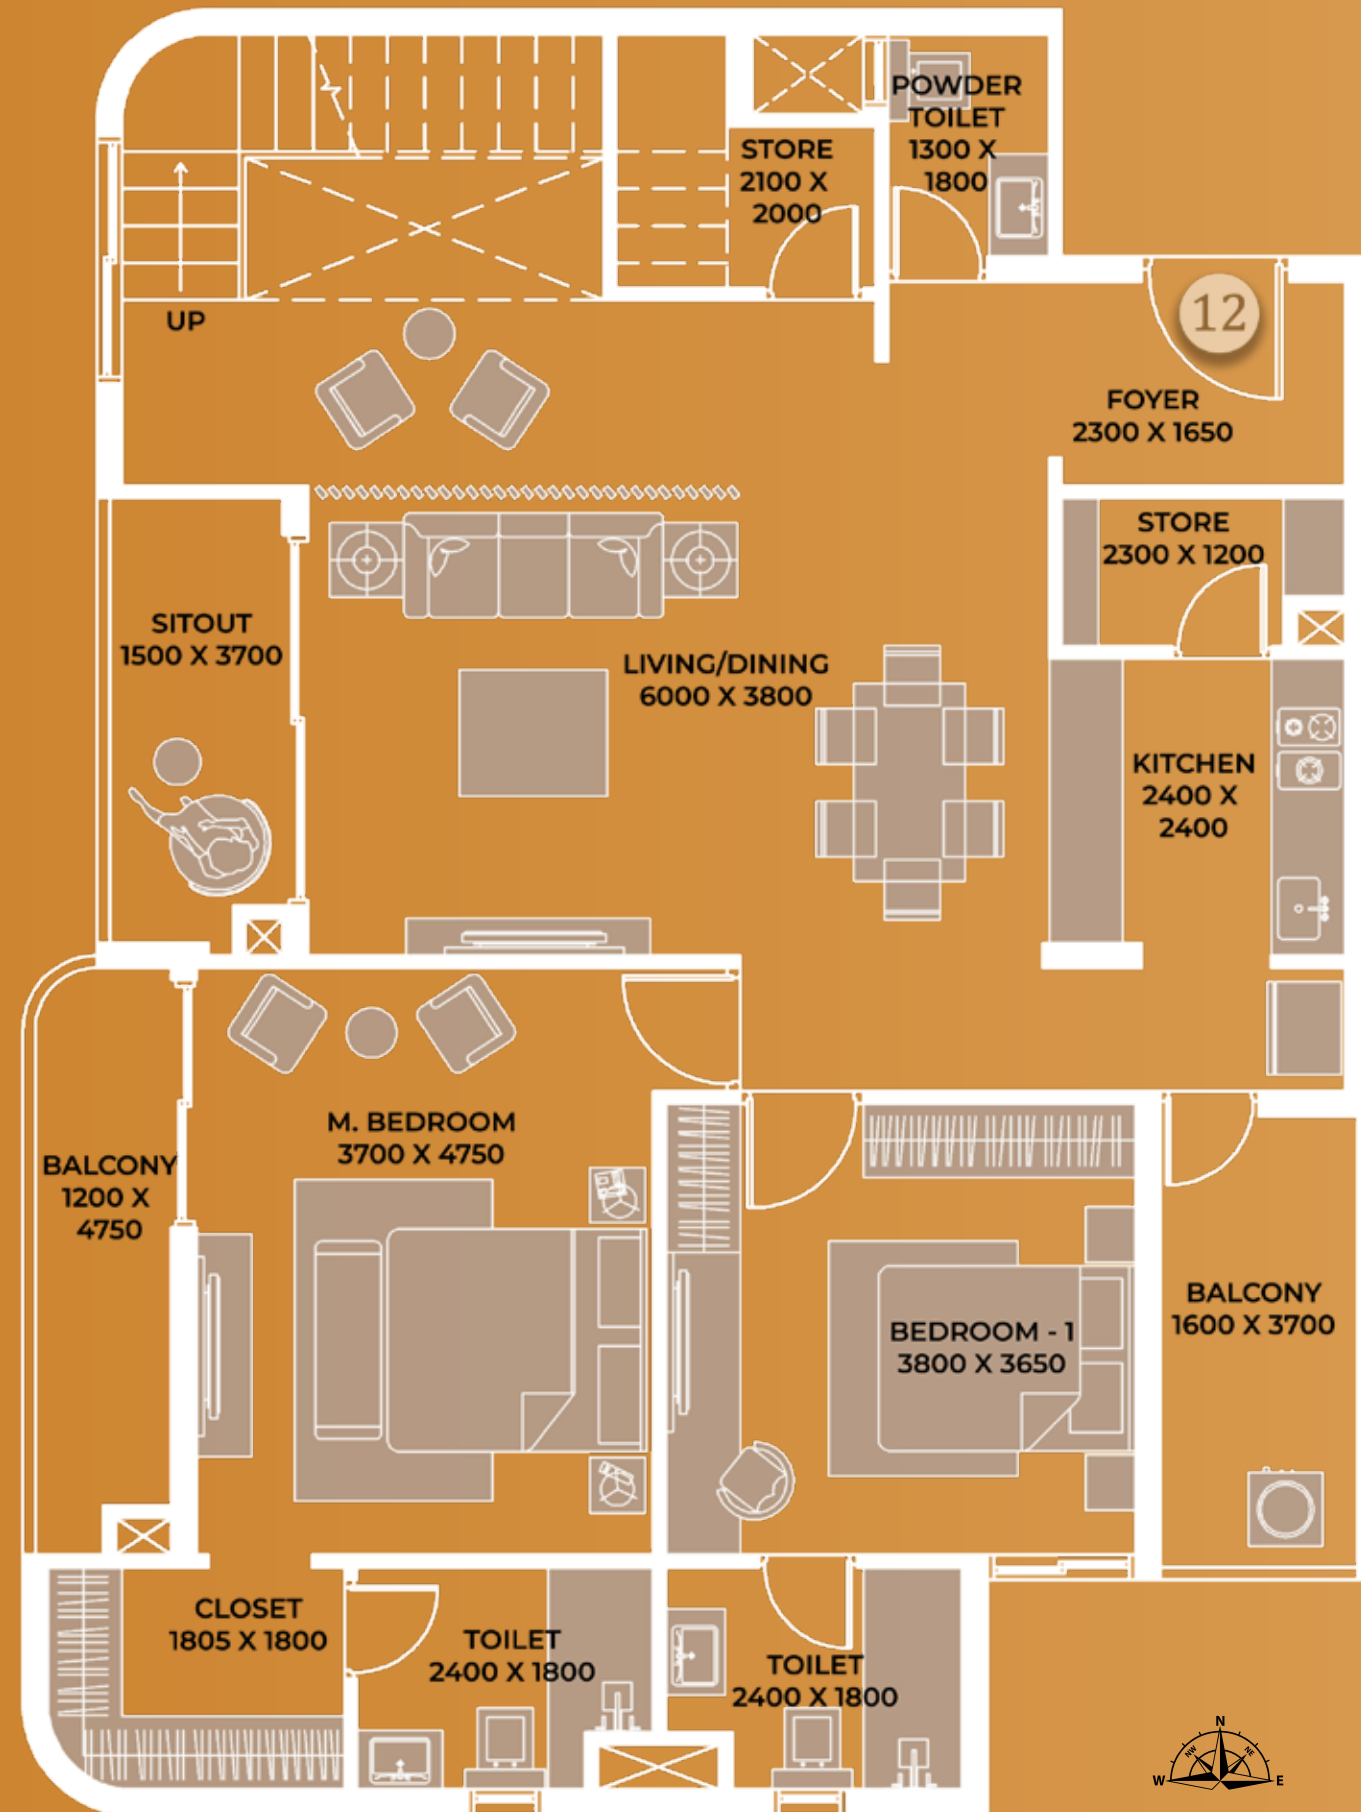 POWDER
TOILET
1300 X
1800
STORE
2100 X
2000
UP
12
FOYER
2300 X 1650
STORE
2300 X 1200
SITOUT
1500 X 3700
LIVING/DINING
6000 X 3800
KITCHEN
2400 X
2400
M. BEDROOM
3700 X 4750
BALCONY
1200 X
4750
BALCONY
1600 X 3700
BEDROOM - 1
3800 X 3650
CLOSET
1805 X 1800
TOILET
2400 X 1800
TOILET
2400 X 1800
N
NW
NE
W
E